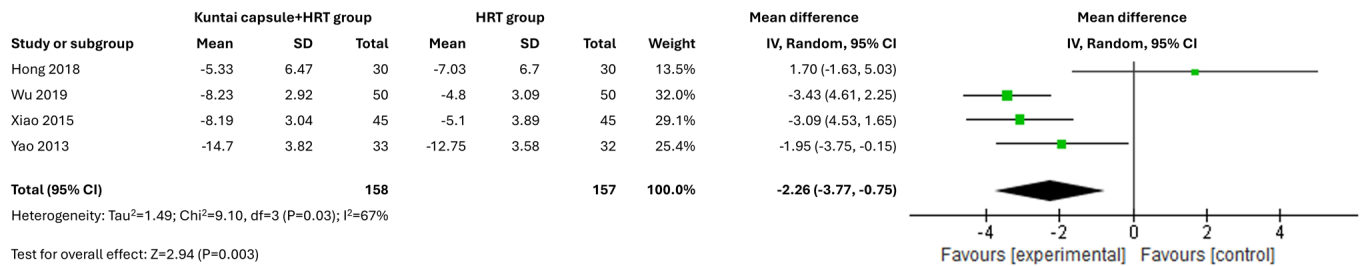 Kuntai capsule+HRT group HRT group Mean difference Mean difference
Study or subgroup Mean SD Total Mean SD Total Weight IV, Random, 95% CI IV, Random, 95% CI
Hong 2018 -5.33 6.47 30 -7.03 6.7 30 13.5% 1.70 (-1.63, 5.03)
Wu 2019 -8.23 2.92 50 -4.8 3.09 50 32.0% -3.43 (4.61, 2.25)
Xiao 2015 -8.19 3.04 45 -5.1 3.89 45 29.1% -3.09 (4.53, 1.65)
Yao 2013 -14.7 3.82 33 -12.75 3.58 32 25.4% -1.95 (-3.75, -0.15)
Total (95% CI) 158 157 100.0% -2.26 (-3.77, -0.75)
Heterogeneity: Tau²=1.49; Chi²=9.10, df=3 (P=0.03); I²=67%
-4 -2 0 2 4
Test for overall effect: Z=2.94 (P=0.003) Favours [experimental] Favours [control]